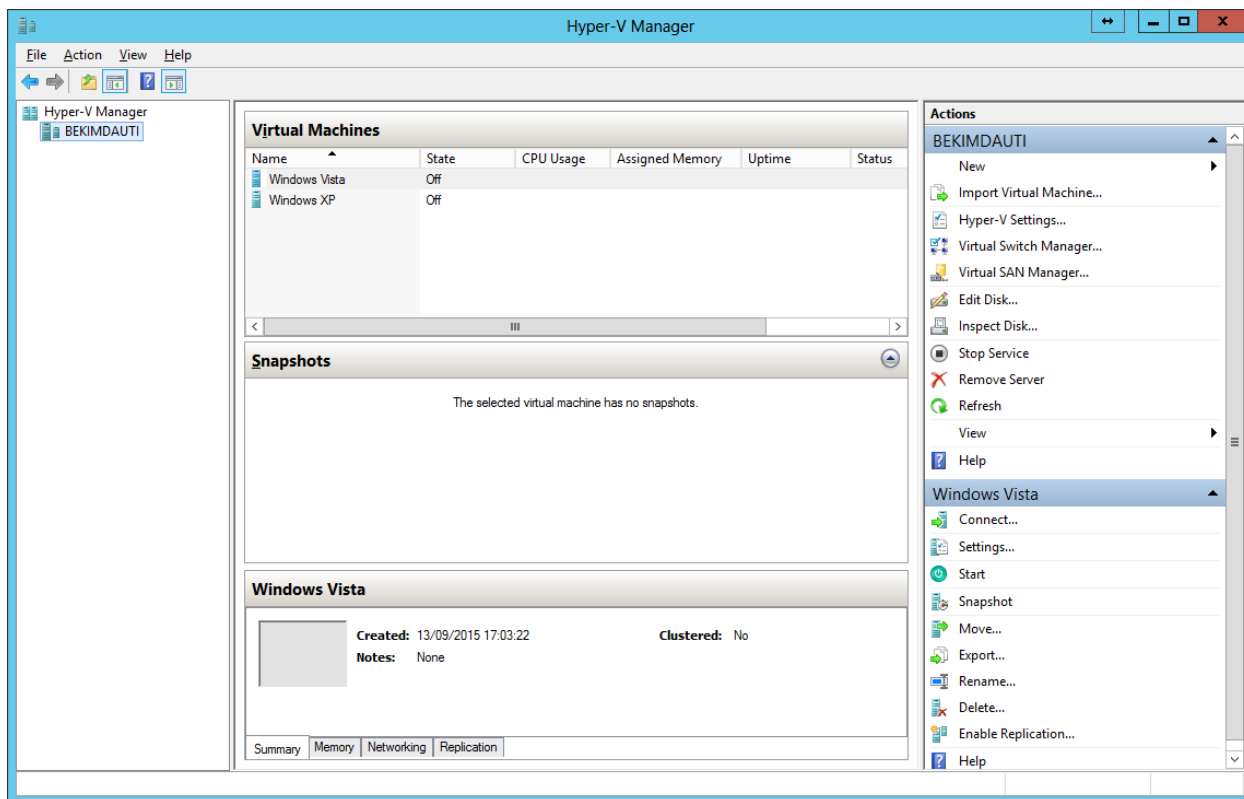 Hyper-V Manager
File Action View Help
Hyper-V Manager
BEKIMDAUTI
Virtual Machines
Name State CPU Usage Assigned Memory Uptime Status
Windows Vista Off
Windows XP Off
Snapshots
The selected virtual machine has no snapshots.
Windows Vista
Created: 13/09/2015 17:03:22 Clustered: No
Notes: None
Summary Memory Networking Replication
Actions
BEKIMDAUTI
New
Import Virtual Machine...
Hyper-V Settings...
Virtual Switch Manager...
Virtual SAN Manager...
Edit Disk...
Inspect Disk...
Stop Service
Remove Server
Refresh
View
Help
Windows Vista
Connect...
Settings...
Start
Snapshot
Move...
Export...
Rename...
Delete...
Enable Replication...
Help